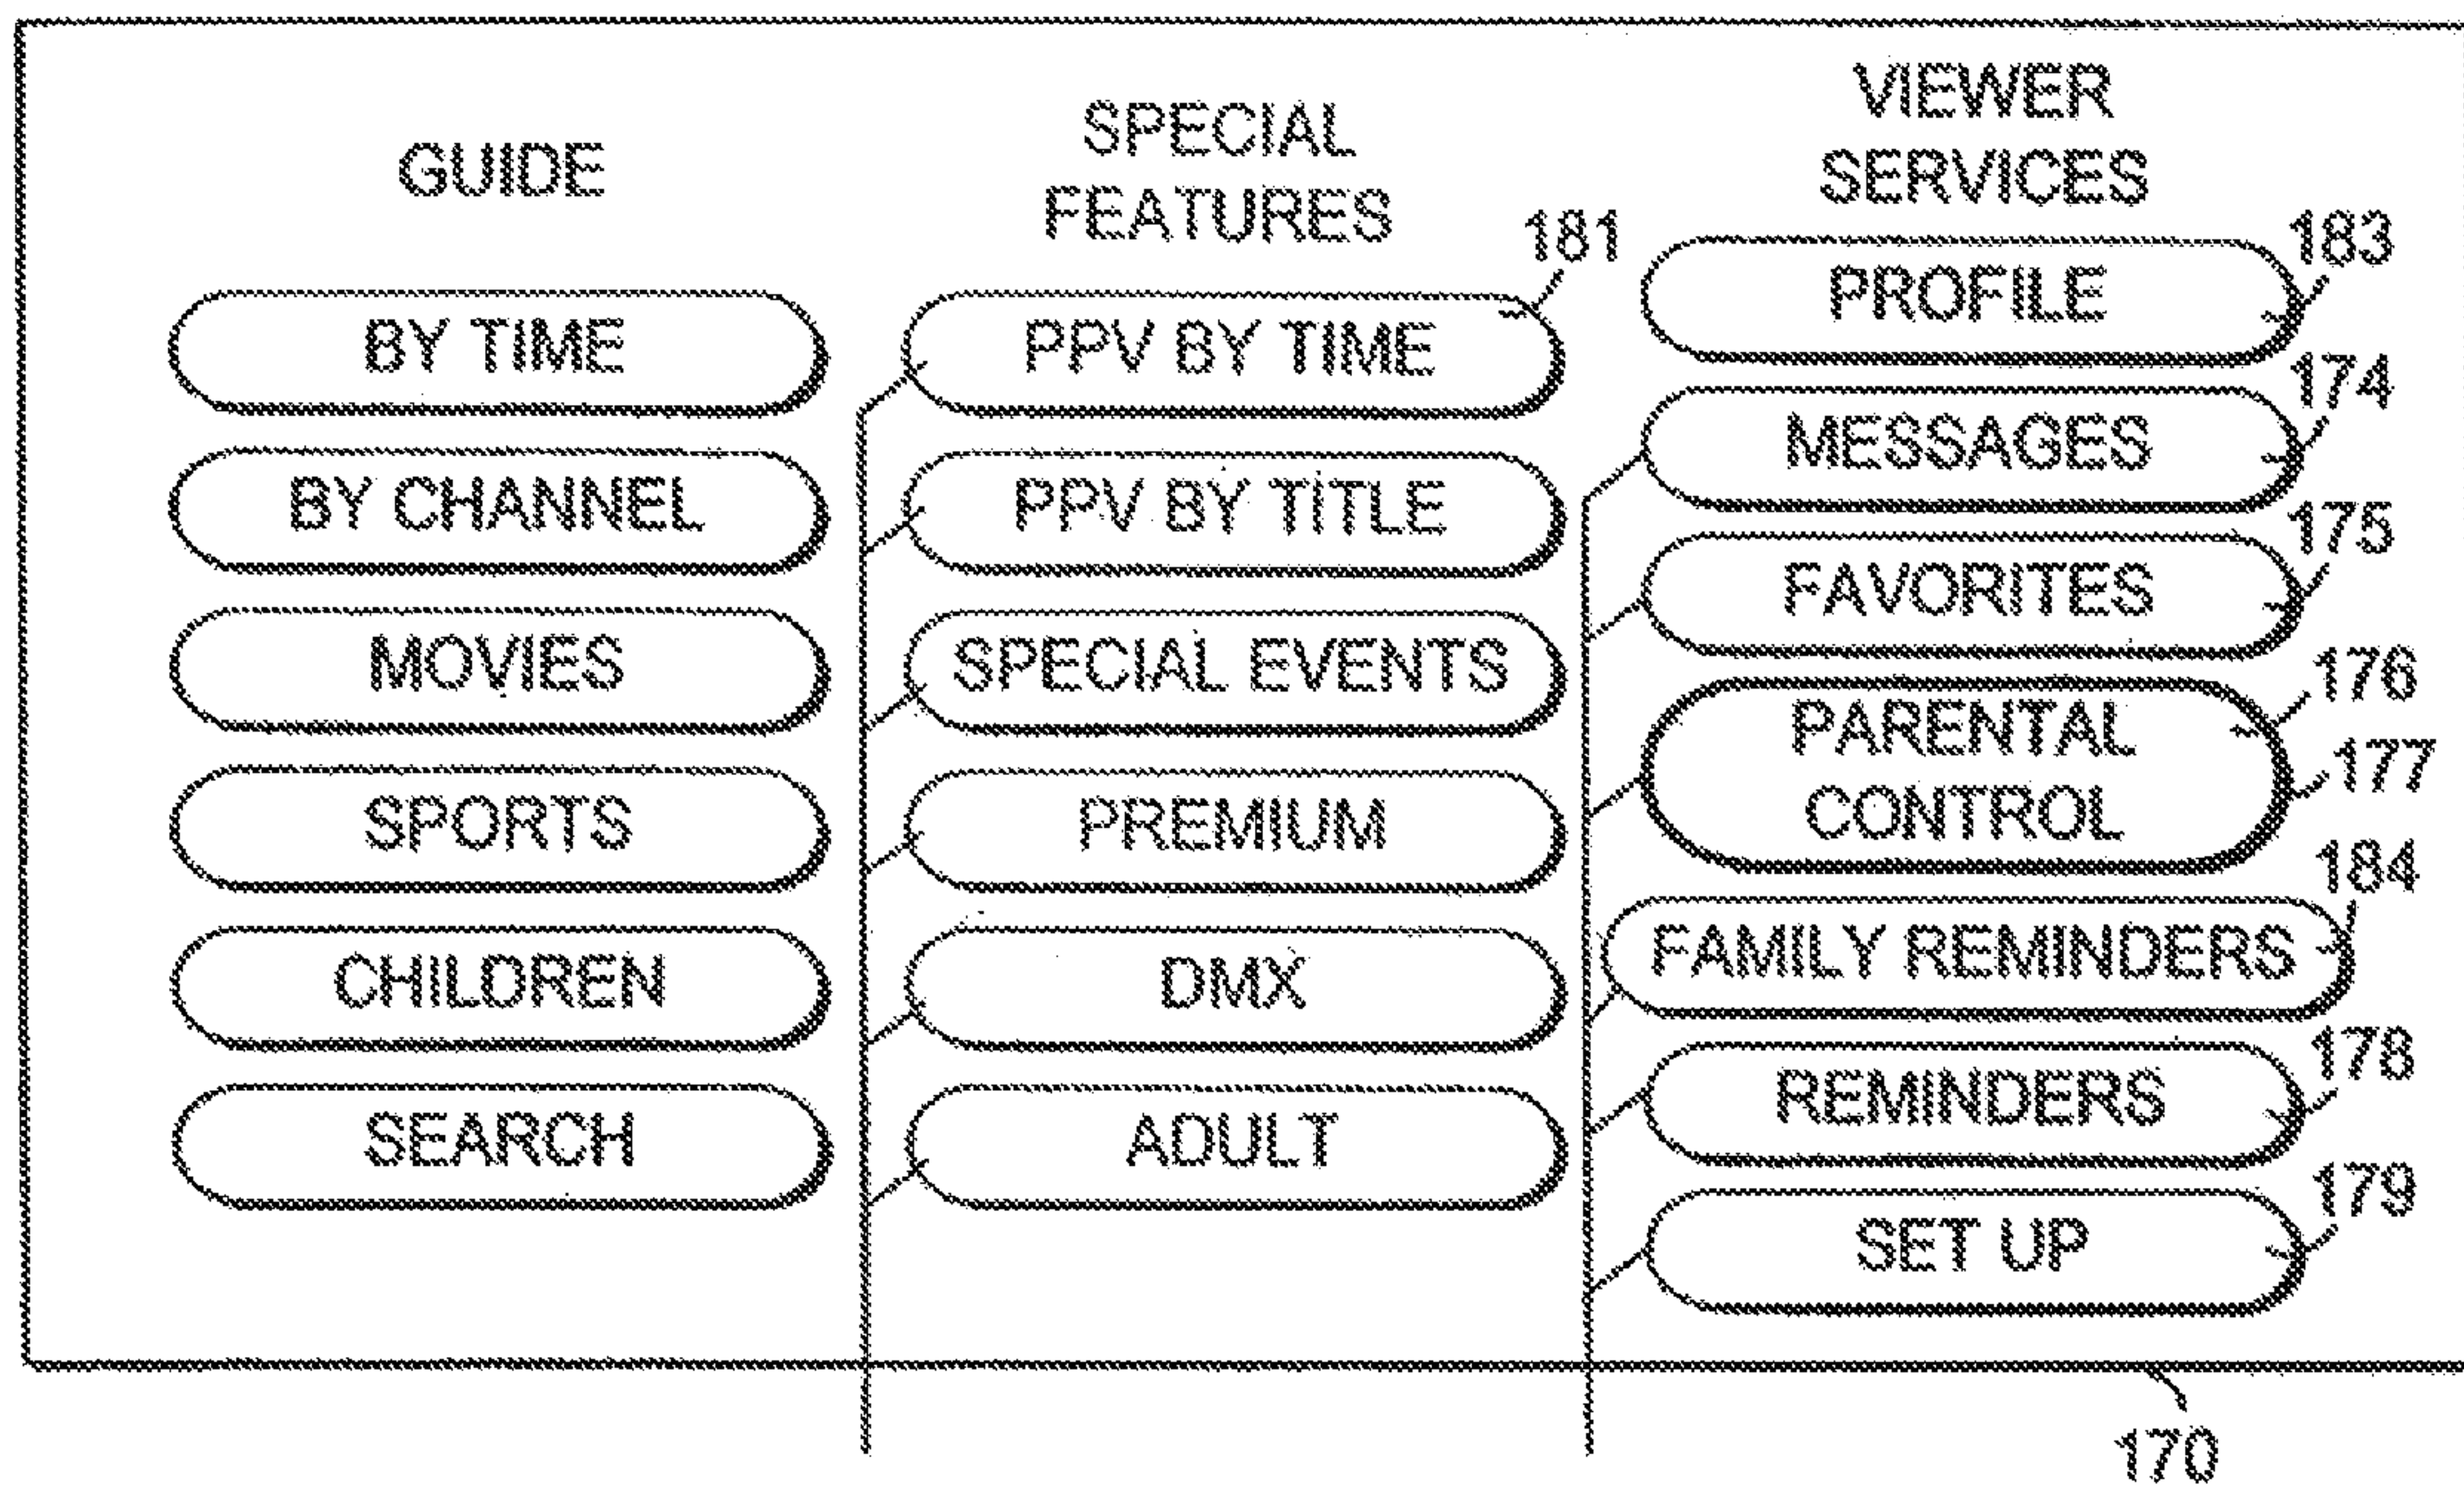 GUIDE
BY TIME
BY CHANNEL
MOVIES
SPORTS
CHILDREN
SEARCH
SPECIAL
FEATURES
181
PPV BY TIME
PPV BY TITLE
SPECIAL EVENTS
PREMIUM
DMX
ADULT
VIEWER
SERVICES
183
PROFILE
174
MESSAGES
175
FAVORITES
176
PARENTAL
177
CONTROL
184
FAMILY REMINDERS
178
REMINDERS
179
SET UP
170